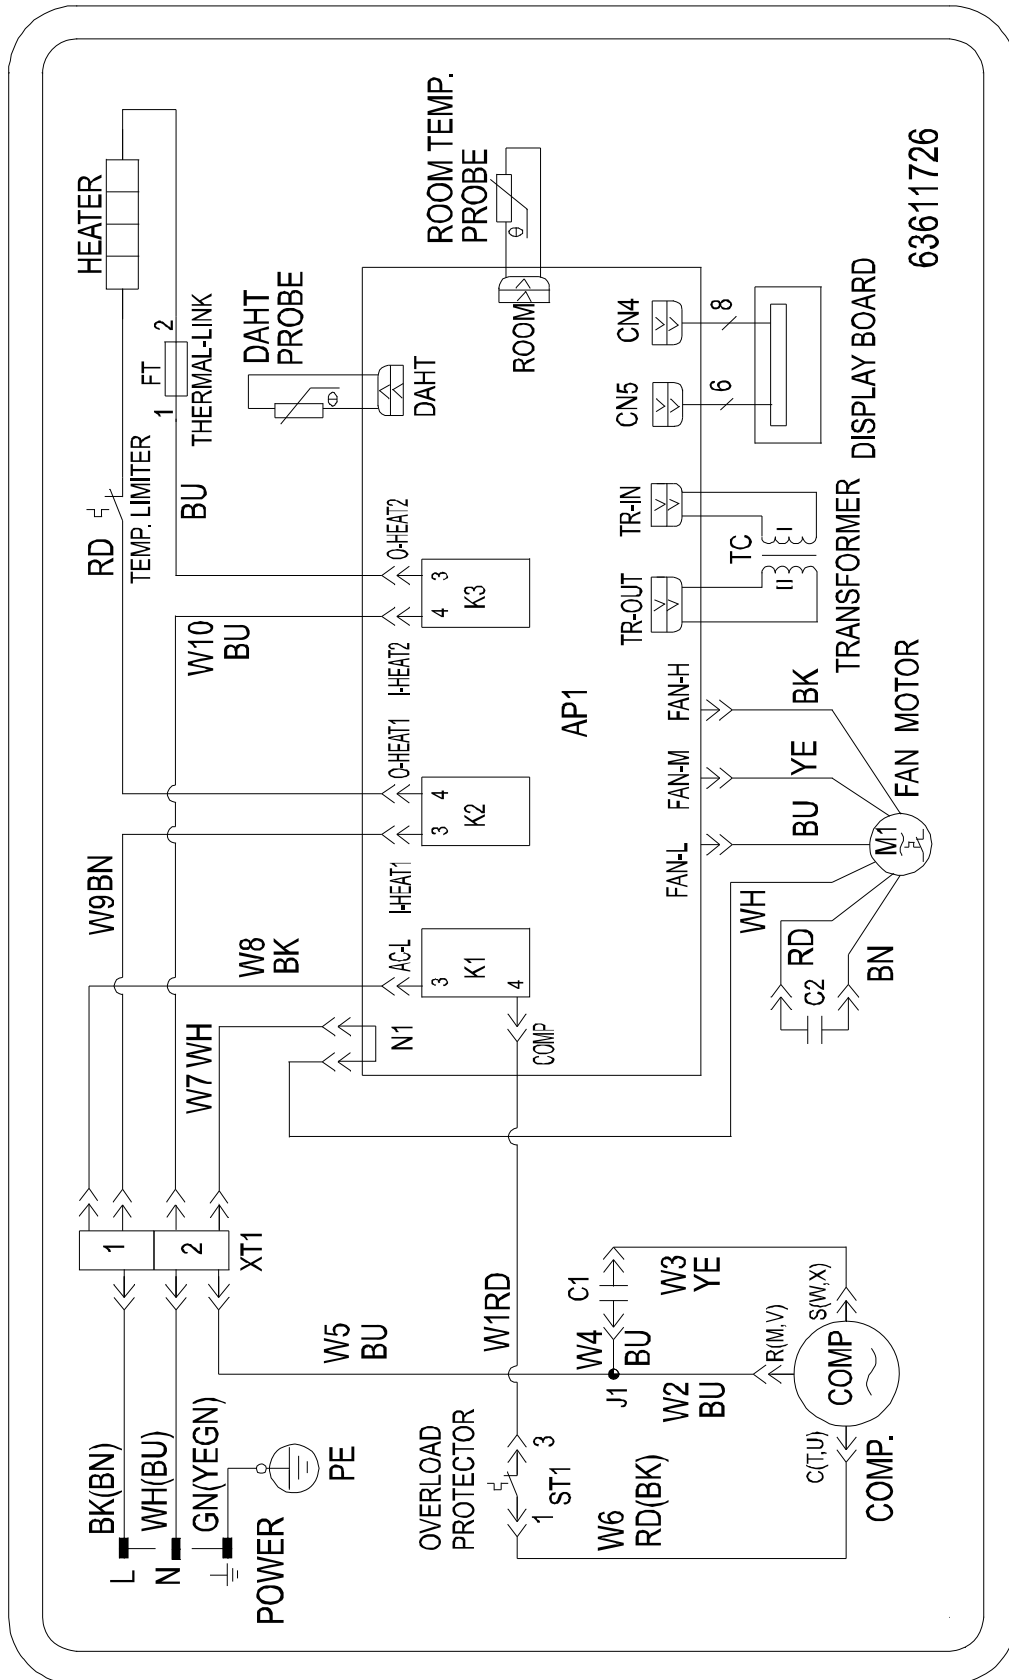 L
BK(BN)
N
WH(BU)
GN(YEGN)
PE
POWER
1
2
XT1
W7 WH
W8
BK
W9BN
W10
BU
RD
TEMP. LIMITER
BU
HEATER
1
FT
2
THERMAL-LINK
DAHT
PROBE
DAHT
ROOM TEMP.
PROBE
θ
θ
ROOM
N1
AC-L
3
K1
4
COMP
I-HEAT1
O-HEAT1
3
4
K2
I-HEAT2
O-HEAT2
4
3
K3
AP1
W5
BU
W1RD
OVERLOAD
PROTECTOR
1
3
ST1
W6
RD(BK)
W4
BU
C1
J1
W2
BU
W3
YE
R(M,V)
S(W,X)
C(T,U)
COMP
COMP.
FAN-L
FAN-M
FAN-H
WH
RD
C2
BN
BU
YE
BK
M1
FAN MOTOR
TR-OUT
TR-IN
II
TC
I
TRANSFORMER
CN5
CN4
6
8
DISPLAY BOARD
63611726